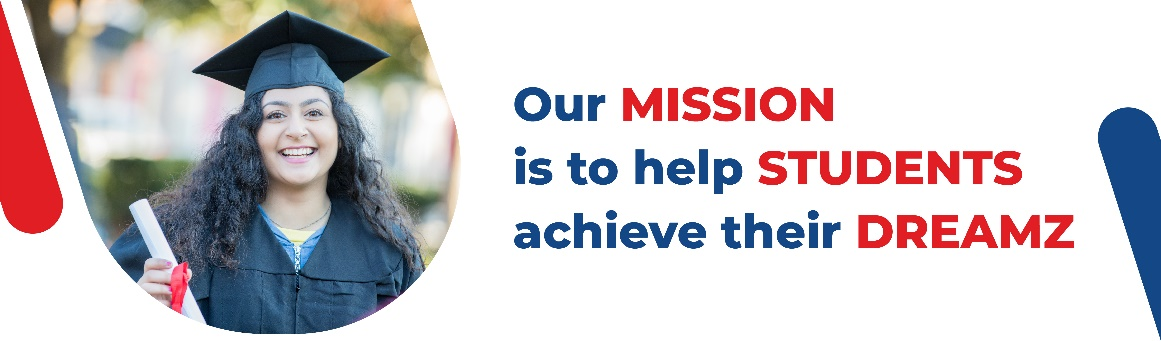 Our MISSION
is to help STUDENTS
achieve their DREAMZ